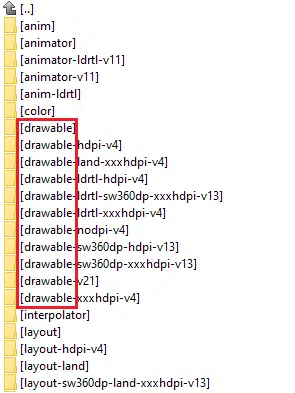 [..]
[anim]
[animator]
[animator-ldrtl-v11]
[animator-v11]
[anim-ldrtl]
[color]
[drawable]
[drawable-hdpi-v4]
[drawable-land-xxxhdpi-v4]
[drawable-ldrtl-hdpi-v4]
[drawable-ldrtl-sw360dp-xxxhdpi-v13]
[drawable-ldrtl-xxxhdpi-v4]
[drawable-nodpi-v4]
[drawable-sw360dp-hdpi-v13]
[drawable-sw360dp-xxxhdpi-v13]
[drawable-v21]
[drawable-xxxhdpi-v4]
[interpolator]
[layout]
[layout-hdpi-v4]
[layout-land]
[layout-sw360dp-land-xxxhdpi-v13]